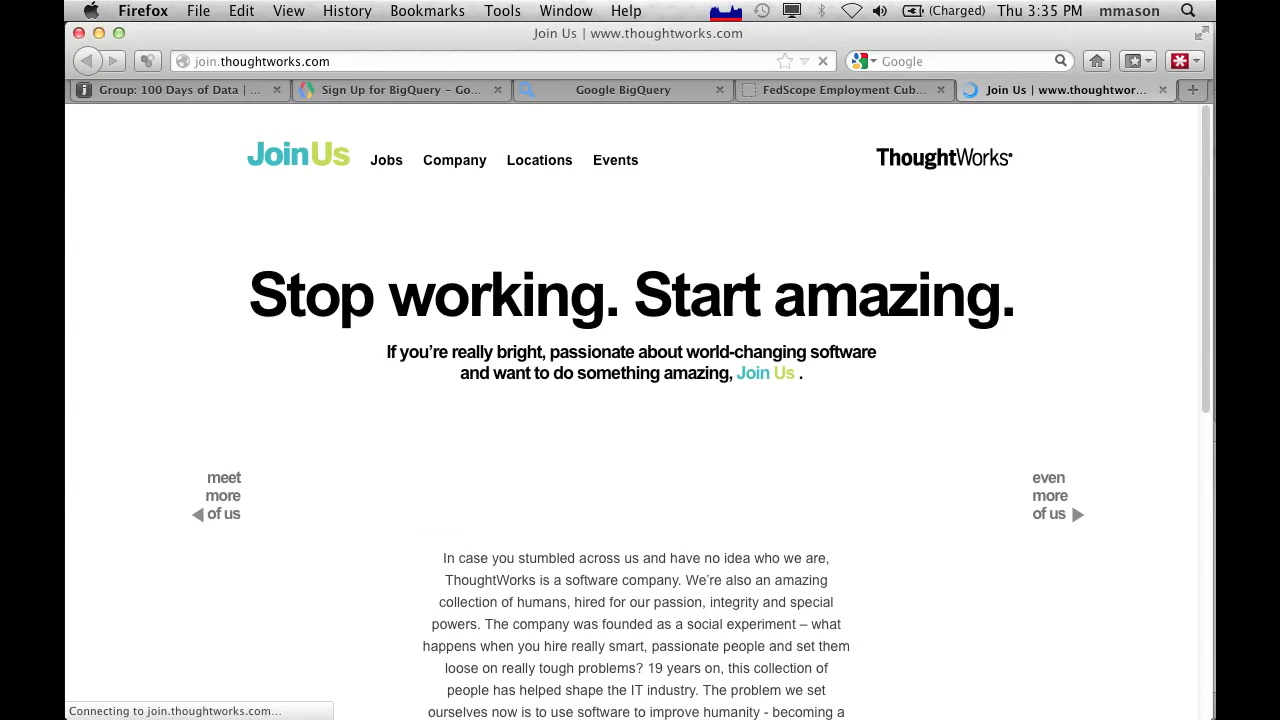 Firefox File Edit View History Bookmarks Tools Window Help (Charged) Thu 3:35 PM mmason
Join Us | www.thoughtworks.com
join.thoughtworks.com Google
Group: 100 Days of Data | ... Sign Up for BigQuery – Go... Google BigQuery FedScope Employment Cub... Join Us | www.thoughtwor...
JoinUs Jobs Company Locations Events ThoughtWorks
Stop working. Start amazing.
If you’re really bright, passionate about world-changing software
and want to do something amazing, Join Us .
meet
more
of us
even
more
of us
In case you stumbled across us and have no idea who we are,
ThoughtWorks is a software company. We’re also an amazing
collection of humans, hired for our passion, integrity and special
powers. The company was founded as a social experiment – what
happens when you hire really smart, passionate people and set them
loose on really tough problems? 19 years on, this collection of
people has helped shape the IT industry. The problem we set
ourselves now is to use software to improve humanity - becoming a
Connecting to join.thoughtworks.com...